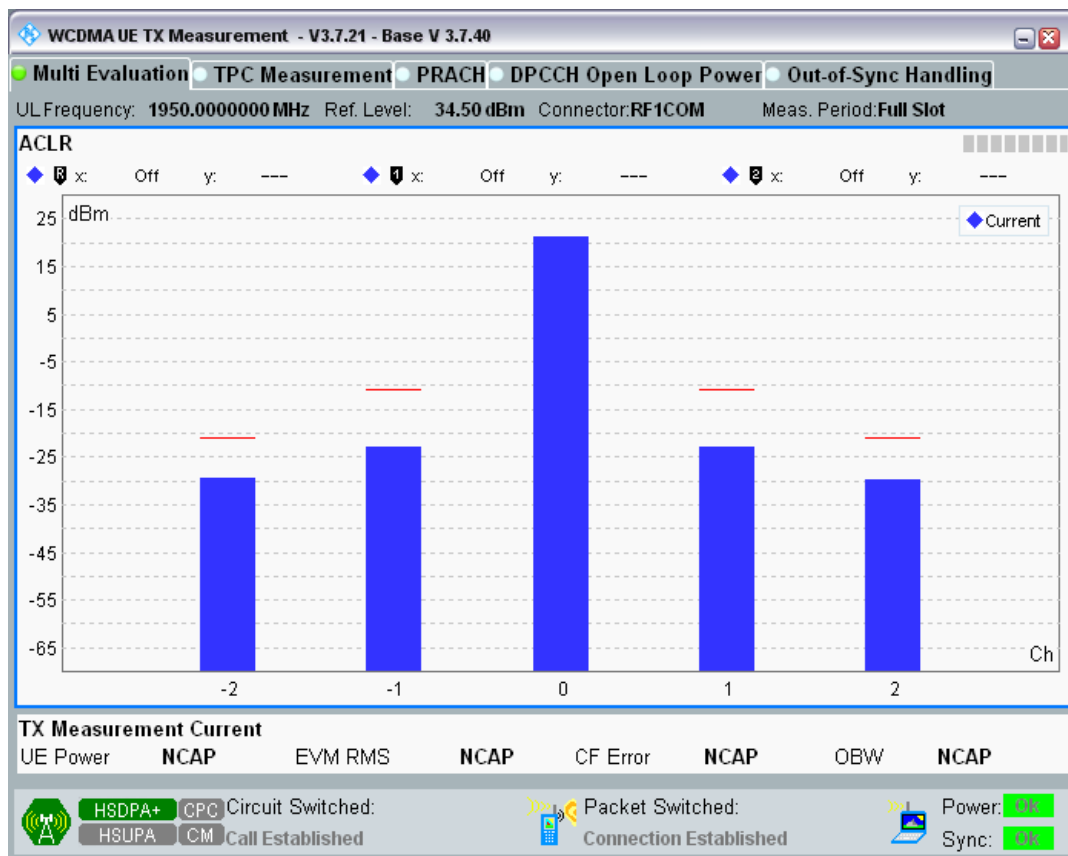 WCDMA UE TX Measurement - V3.7.21 - Base V 3.7.40
Multi Evaluation TPC Measurement PRACH DPCCH Open Loop Power Out-of-Sync Handling
UL Frequency: 1950.0000000 MHz Ref. Level: 34.50 dBm Connector:RF1COM Meas. Period:Full Slot
ACLR
R x: Off y: --- 1 x: Off y: --- 2 x: Off y: ---
25 dBm
Current
15
5
-5
-15
-25
-35
-45
-55
-65
Ch
-2 -1 0 1 2
TX Measurement Current
UE Power NCAP EVM RMS NCAP CF Error NCAP OBW NCAP
HSDPA+ CPC Circuit Switched: Packet Switched: Power: OK
HSUPA CM Call Established Connection Established Sync: OK